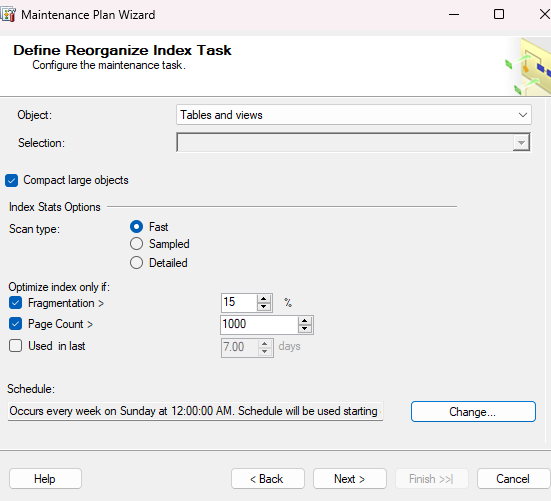 Maintenance Plan Wizard
Define Reorganize Index Task
Configure the maintenance task.
Object: Tables and views
Selection:
Compact large objects
Index Stats Options
Scan type: Fast
Sampled
Detailed
Optimize index only if:
Fragmentation > 15 %
Page Count > 1000
Used in last 7.00 days
Schedule:
Occurs every week on Sunday at 12:00:00 AM. Schedule will be used starting Change...
Help < Back Next > Finish >>| Cancel